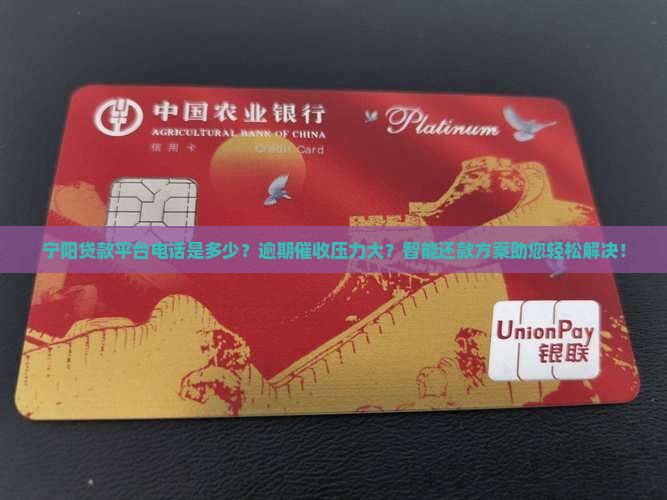 中国农业银行
AGRICULTURAL BANK OF CHINA
信用卡 Credit Card
Platinum
宁阳贷款平台电话是多少？逾期催收压力大？智能还款方案助您轻松解决！
UnionPay
银联